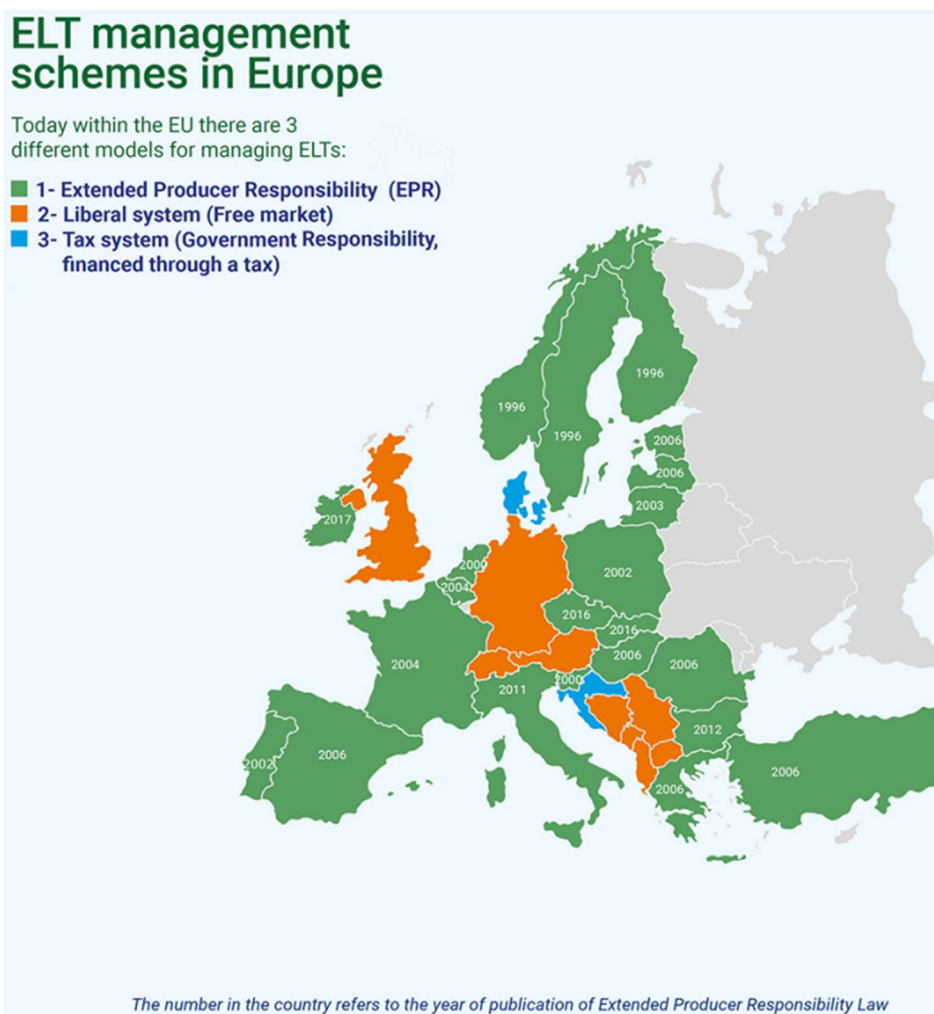 ELT management
schemes in Europe
Today within the EU there are 3
different models for managing ELTs:
1- Extended Producer Responsibility (EPR)
2- Liberal system (Free market)
3- Tax system (Government Responsibility,
financed through a tax)
1996
1996
1996
2006
2006
2003
2017
2004
2002
2016
2016
2004
2006
2006
2011
2000
2012
2002
2006
2006
2006
The number in the country refers to the year of publication of Extended Producer Responsibility Law